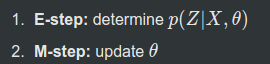 1. E-step: determine p(Z|X, θ)
2. M-step: update θ